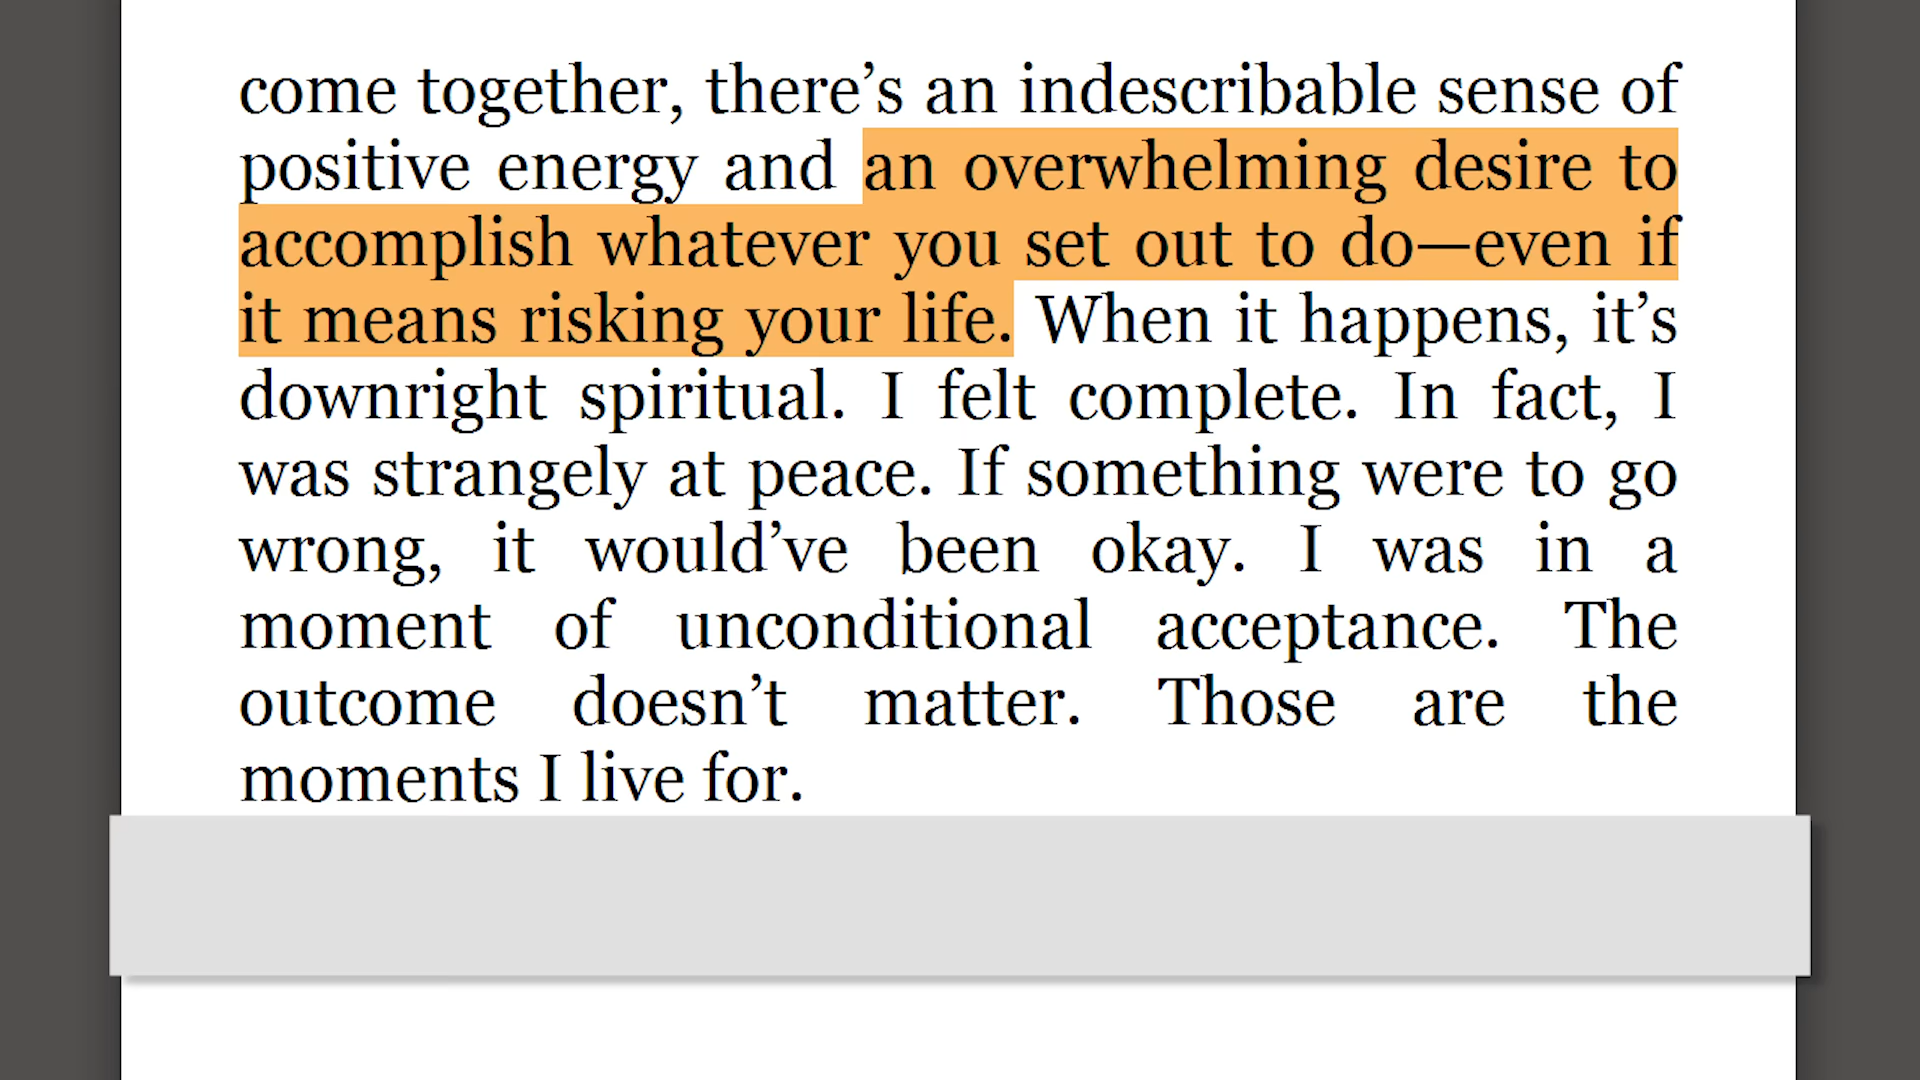 come together, there’s an indescribable sense of
positive energy and an overwhelming desire to
accomplish whatever you set out to do—even if
it means risking your life. When it happens, it’s
downright spiritual. I felt complete. In fact, I
was strangely at peace. If something were to go
wrong, it would’ve been okay. I was in a
moment of unconditional acceptance. The
outcome doesn’t matter. Those are the
moments I live for.